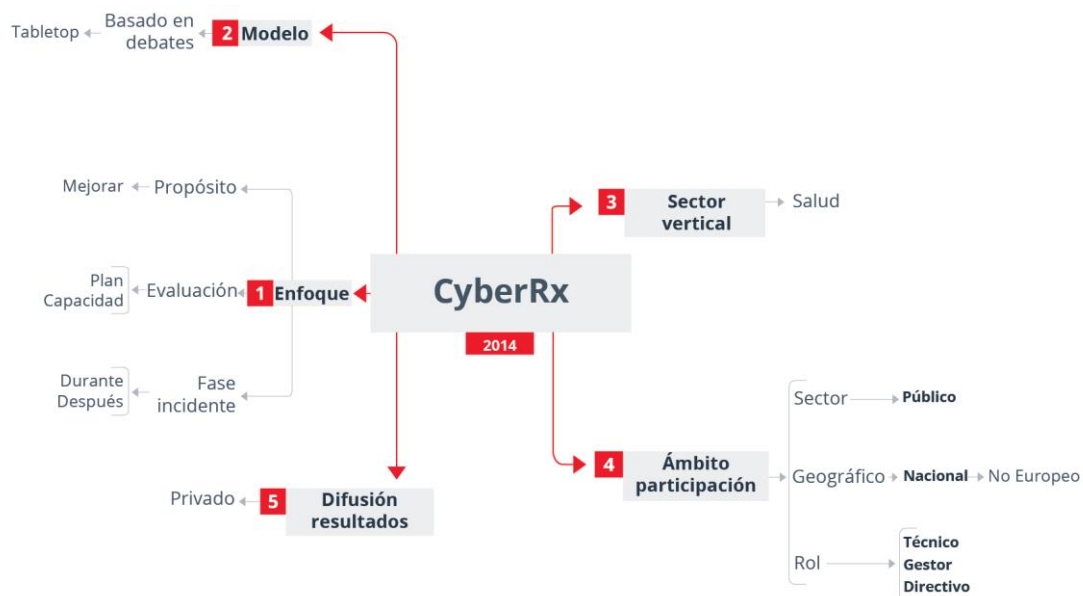 Tabletop
Basado en
debates
2 Modelo
Mejorar
Propósito
Plan
Capacidad
Evaluación
1 Enfoque
Durante
Después
Fase
incidente
CyberRx
2014
3 Sector
vertical
Salud
4 Ámbito
participación
Sector
Público
Geográfico
Nacional
No Europeo
Rol
Técnico
Gestor
Directivo
Privado
5 Difusión
resultados